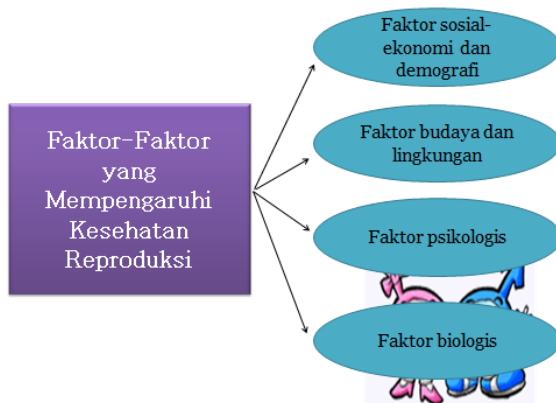 Faktor-Faktor
yang
Mempengaruhi
Kesehatan
Reproduksi
Faktor sosial-
ekonomi dan
demografi
Faktor budaya dan
lingkungan
Faktor psikologis
Faktor biologis